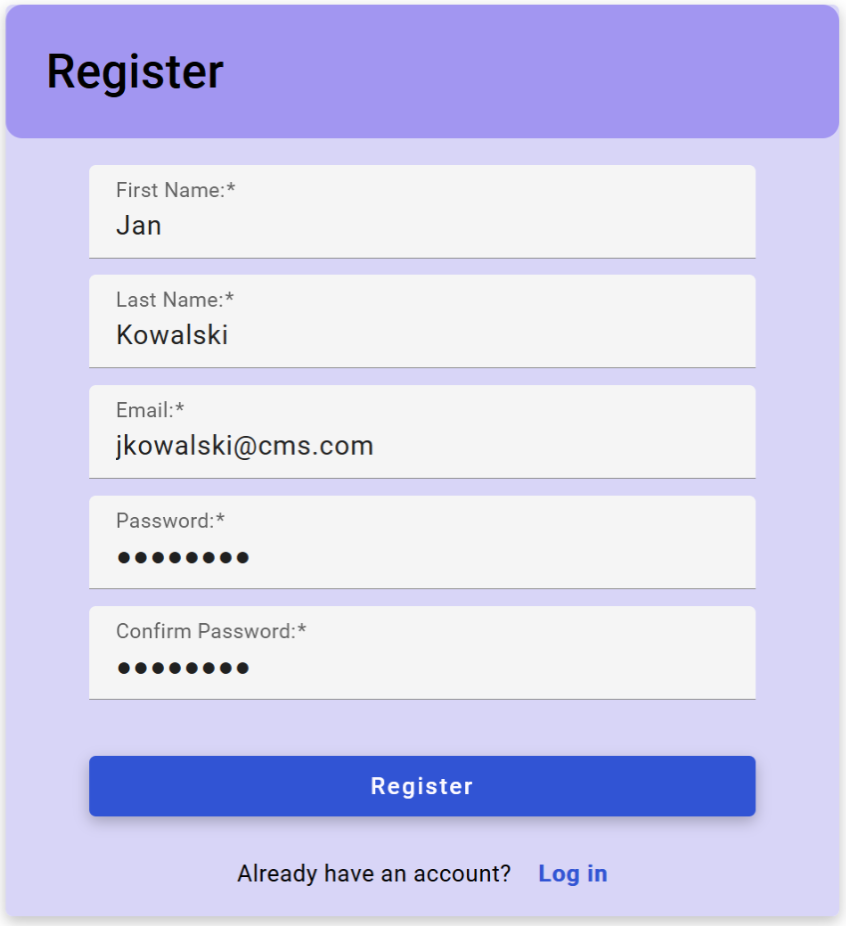 Register
First Name:*
Jan
Last Name:*
Kowalski
Email:*
jkowalski@cms.com
Password:*
••••••••
Confirm Password:*
••••••••
Register
Already have an account? Log in